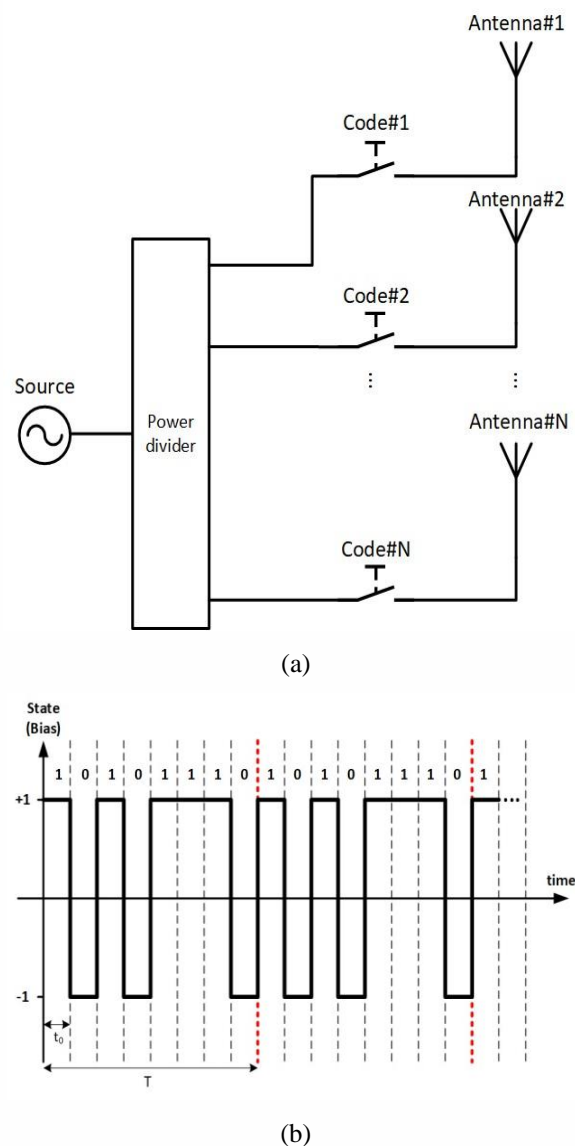 Antenna#1
Code#1
Antenna#2
Code#2
...
...
Source
Power
divider
Antenna#N
Code#N
(a)
State
(Bias)
1 0 1 0 1 1 1 0 1 0 1 0 1 1 1 0 1
+1
...
time
-1
t0
T
(b)